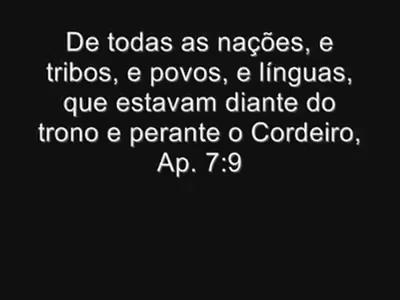 De todas as nações, e
tribos, e povos, e línguas,
que estavam diante do
trono e perante o Cordeiro,
Ap. 7:9